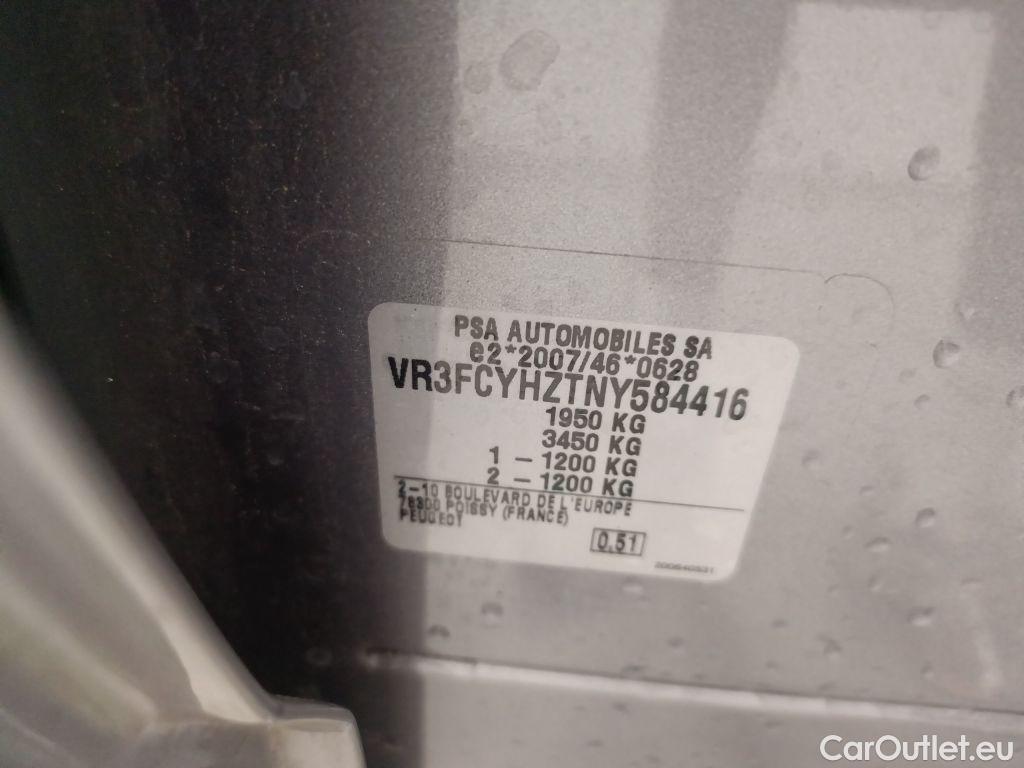 PSA AUTOMOBILES SA
e2*2007/46*0628
VR3FCYHZTNY584416
1950 KG
3450 KG
1 - 1200 KG
2 - 1200 KG
2-10 BOULEVARD DE L'EUROPE
78300 POISSY (FRANCE)
PEUGEOT
0.51
CarOutlet.eu